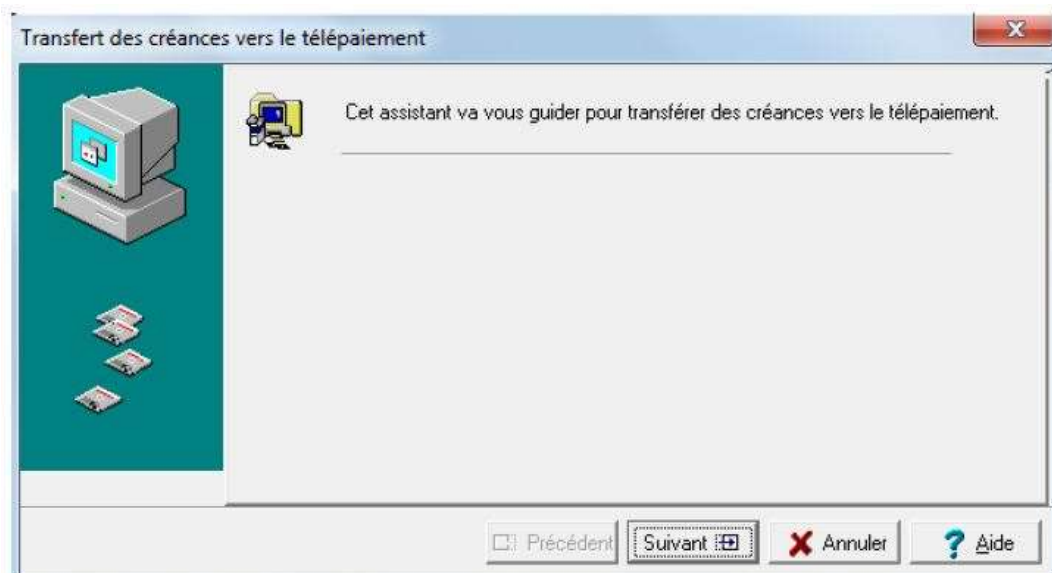 Transfert des créances vers le télépaiement
Cet assistant va vous guider pour transférer des créances vers le télépaiement.
Précédent
Suivant
Annuler
Aide